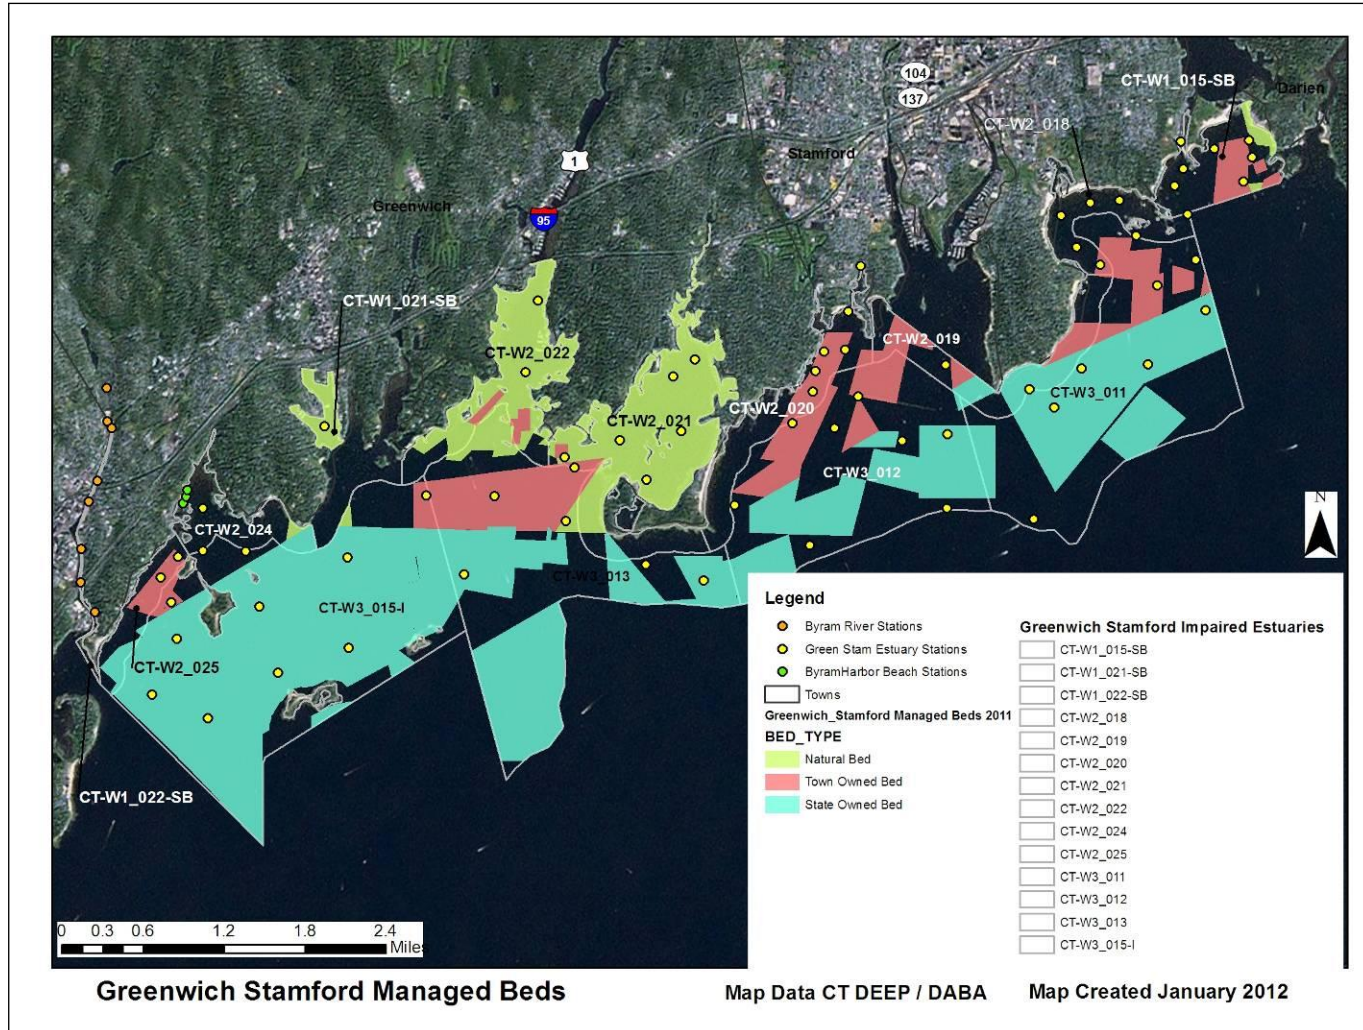 104
137
CT-W1_015-SB
Darien
CT-W2_018
Stamford
1
Greenwich
95
CT-W1_021-SB
CT-W2_022
CT-W2_019
CT-W2_021
CT-W2_020
CT-W3_011
CT-W3_012
CT-W2_024
CT-W3_013
CT-W3_015-I
CT-W2_025
CT-W1_022-SB
N
Legend
Byram River Stations
Green Stam Estuary Stations
ByramHarbor Beach Stations
Towns
Greenwich_Stamford Managed Beds 2011
BED_TYPE
Natural Bed
Town Owned Bed
State Owned Bed
Greenwich Stamford Impaired Estuaries
CT-W1_015-SB
CT-W1_021-SB
CT-W1_022-SB
CT-W2_018
CT-W2_019
CT-W2_020
CT-W2_021
CT-W2_022
CT-W2_024
CT-W2_025
CT-W3_011
CT-W3_012
CT-W3_013
CT-W3_015-I
0 0.3 0.6 1.2 1.8 2.4
Miles
Greenwich Stamford Managed Beds
Map Data CT DEEP / DABA
Map Created January 2012